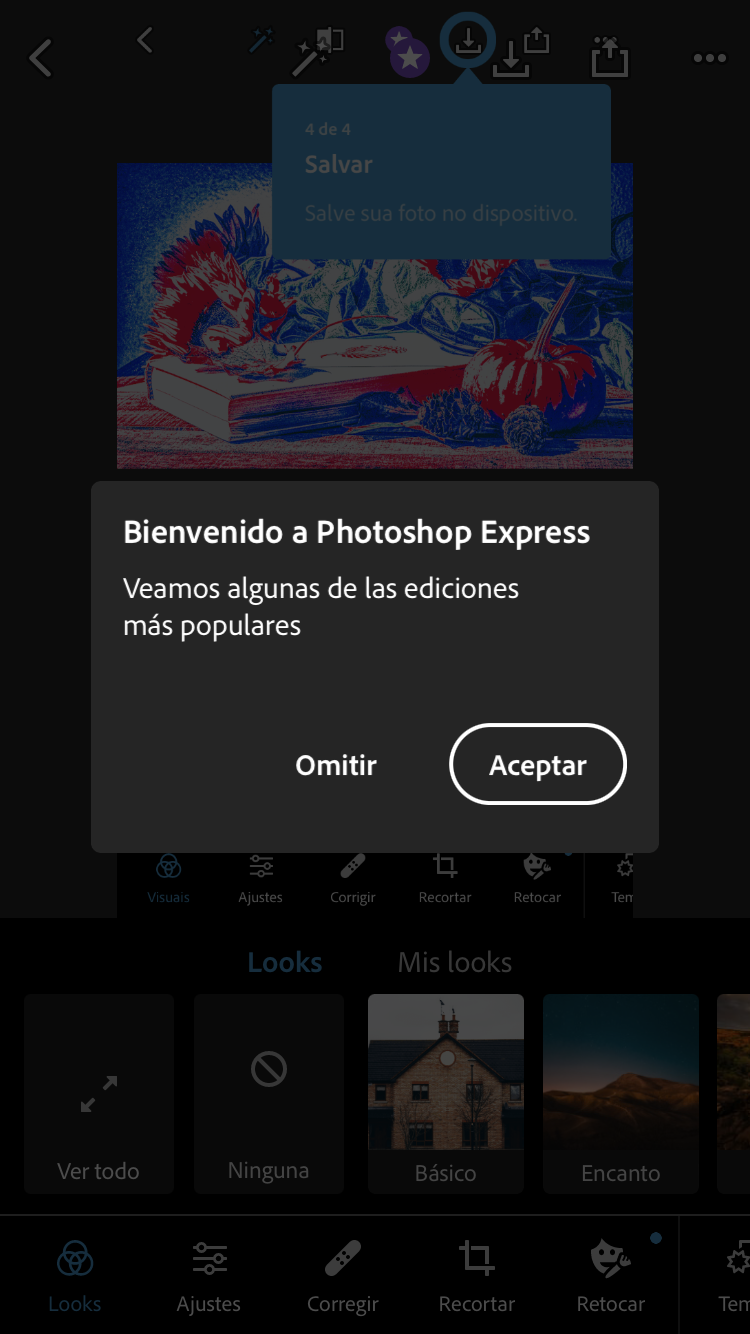 4 de 4
Salvar
Salve sua foto no dispositivo.
Bienvenido a Photoshop Express
Veamos algunas de las ediciones
más populares
Omitir
Aceptar
Visuais
Ajustes
Corrigir
Recortar
Retocar
Tem
Looks
Mis looks
Ver todo
Ninguna
Básico
Encanto
Looks
Ajustes
Corregir
Recortar
Retocar
Tem